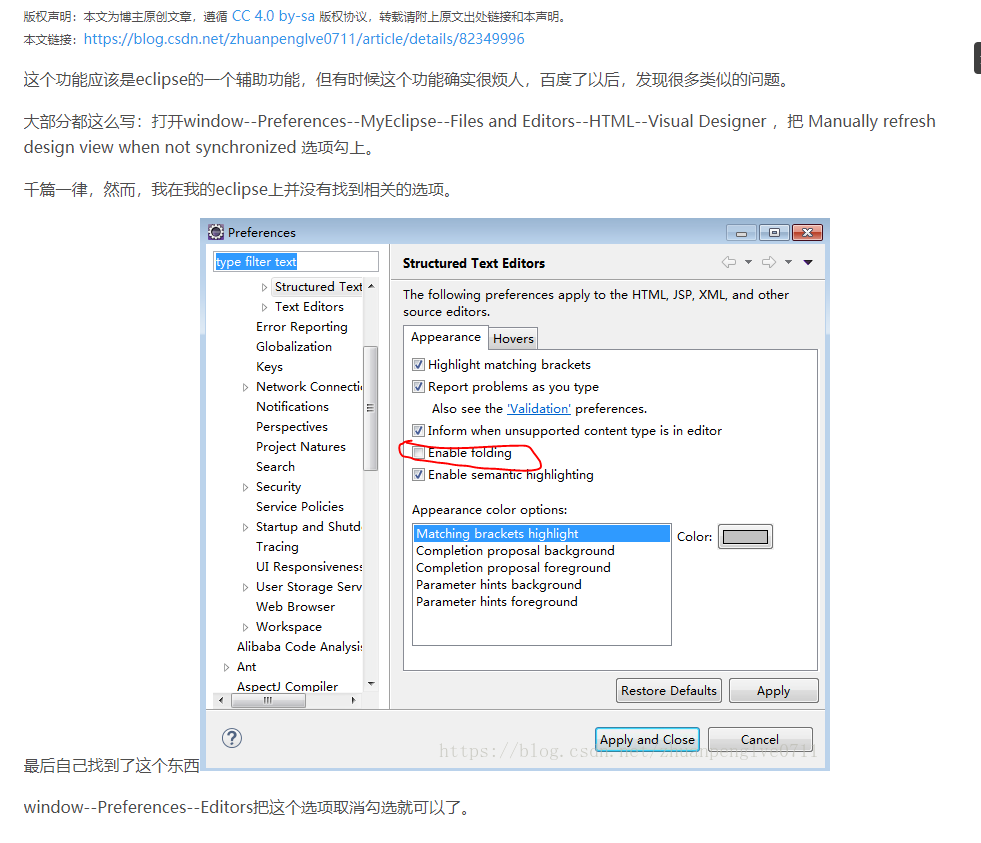 版权声明：本文为博主原创文章，遵循 CC 4.0 by-sa 版权协议，转载请附上原文出处链接和本声明。
本文链接：https://blog.csdn.net/zhuanpenglve0711/article/details/82349996
这个功能应该是eclipse的一个辅助功能，但有时候这个功能确实很烦人，百度了以后，发现很多类似的问题。
大部分都这么写：打开window--Preferences--MyEclipse--Files and Editors--HTML--Visual Designer ，把 Manually refresh
design view when not synchronized 选项勾上。
千篇一律，然而，我在我的eclipse上并没有找到相关的选项。
Preferences
type filter text
Structured Text
Text Editors
Error Reporting
Globalization
Keys
Network Connecti
Notifications
Perspectives
Project Natures
Search
Security
Service Policies
Startup and Shutd
Tracing
UI Responsiveness
User Storage Serv
Web Browser
Workspace
Alibaba Code Analysi
Ant
AspectJ Compiler
Structured Text Editors
The following preferences apply to the HTML, JSP, XML, and other
source editors.
Appearance
Hovers
Highlight matching brackets
Report problems as you type
Also see the 'Validation' preferences.
Inform when unsupported content type is in editor
Enable folding
Enable semantic highlighting
Appearance color options:
Matching brackets highlight
Completion proposal background
Completion proposal foreground
Parameter hints background
Parameter hints foreground
Color:
Restore Defaults
Apply
?
Apply and Close
Cancel
https://blog.csdn.net/zhuanpenglve0711
最后自己找到了这个东西
window--Preferences--Editors把这个选项取消勾选就可以了。